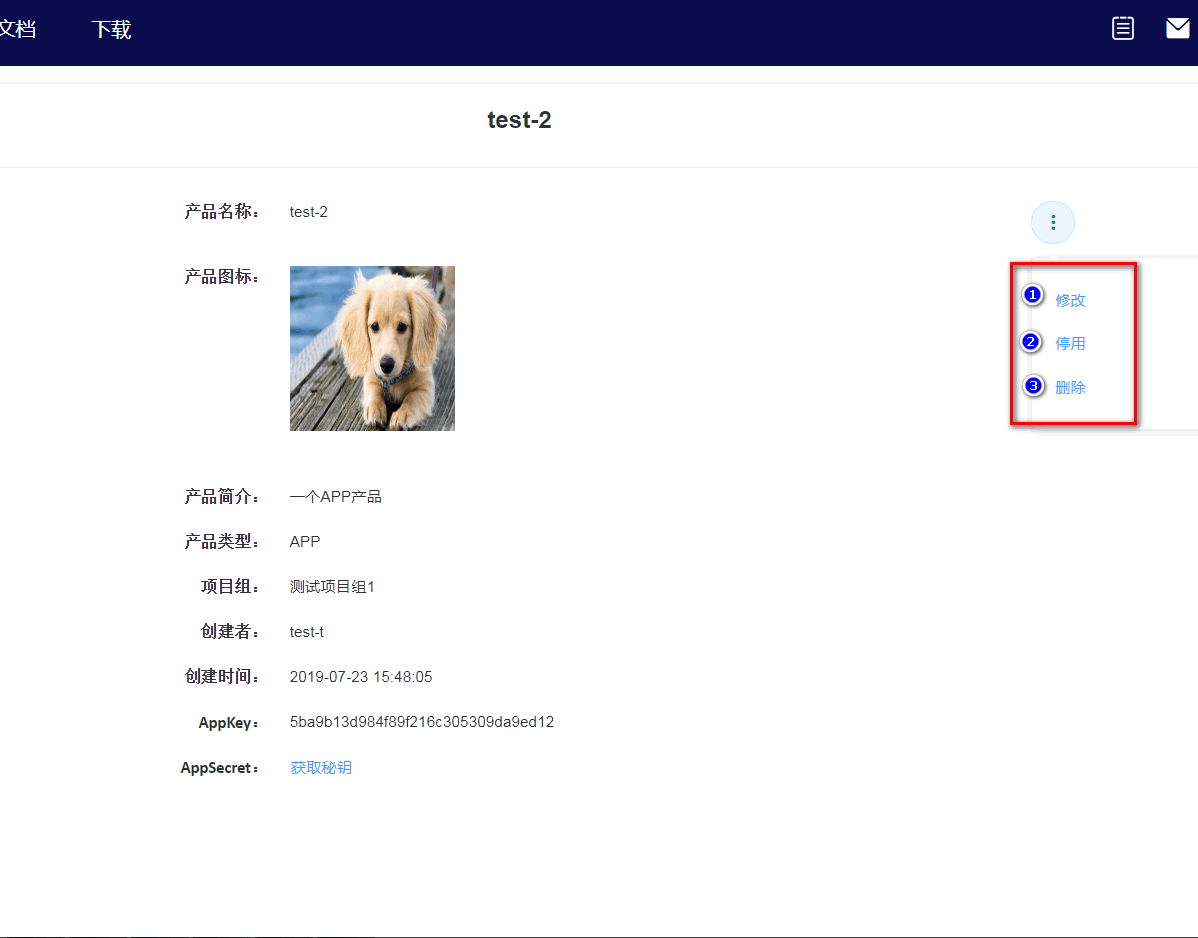 文档 下载
test-2
产品名称： test-2
产品图标：
1 修改
2 停用
3 删除
产品简介： 一个APP产品
产品类型： APP
项目组： 测试项目组1
创建者： test-t
创建时间： 2019-07-23 15:48:05
AppKey： 5ba9b13d984f89f216c305309da9ed12
AppSecret： 获取秘钥